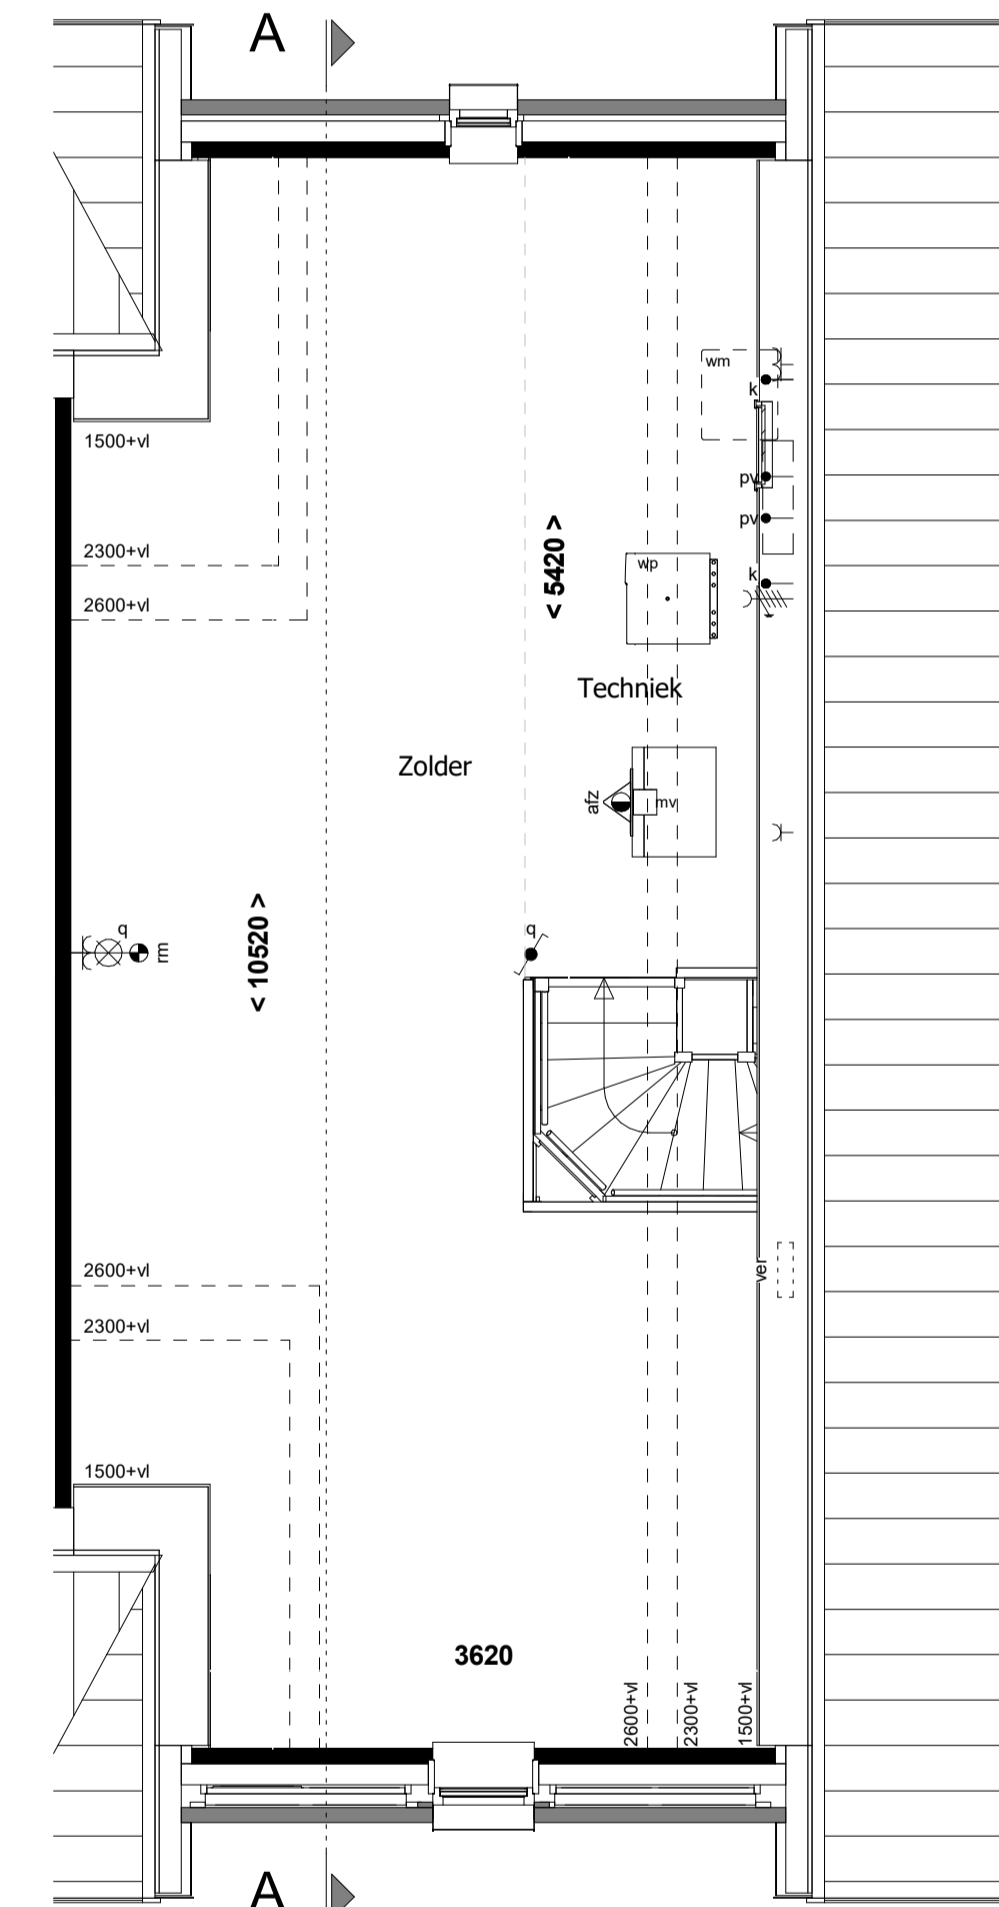 A
wm
k
1500+vl
pv
pv
2300+vl
< 5420 >
wp
k
2600+vl
Techniek
Zolder
afz
mv
< 10520 >
q
rm
q
2600+vl
ver
2300+vl
1500+vl
3620
2600+vl
2300+vl
1500+vl
A